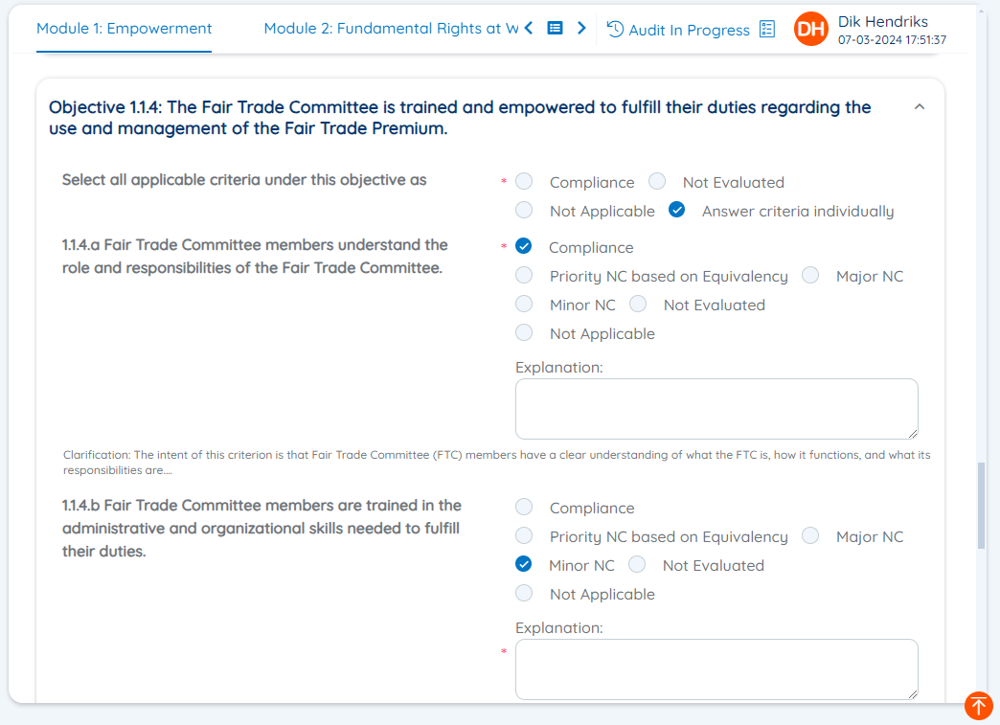 Module 1: Empowerment
Module 2: Fundamental Rights at W
Audit In Progress
DH
Dik Hendriks
07-03-2024 17:51:37
Objective 1.1.4: The Fair Trade Committee is trained and empowered to fulfill their duties regarding the
use and management of the Fair Trade Premium.
Select all applicable criteria under this objective as
* Compliance Not Evaluated
Not Applicable Answer criteria individually
1.1.4.a Fair Trade Committee members understand the
role and responsibilities of the Fair Trade Committee.
* Compliance
Priority NC based on Equivalency Major NC
Minor NC Not Evaluated
Not Applicable
Explanation:
Clarification: The intent of this criterion is that Fair Trade Committee (FTC) members have a clear understanding of what the FTC is, how it functions, and what its
responsibilities are....
1.1.4.b Fair Trade Committee members are trained in the
administrative and organizational skills needed to fulfill
their duties.
Compliance
Priority NC based on Equivalency Major NC
Minor NC Not Evaluated
Not Applicable
Explanation:
*